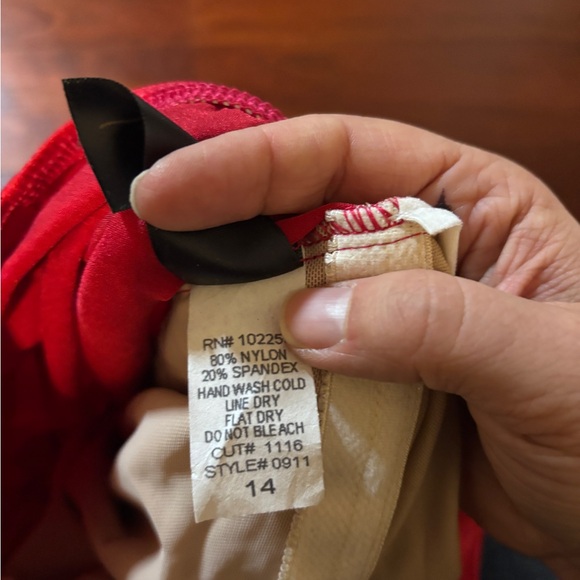 RN# 10225
80% NYLON
20% SPANDEX
HAND WASH COLD
LINE DRY
FLAT DRY
DO NOT BLEACH
CUT# 1116
STYLE# 0911
14